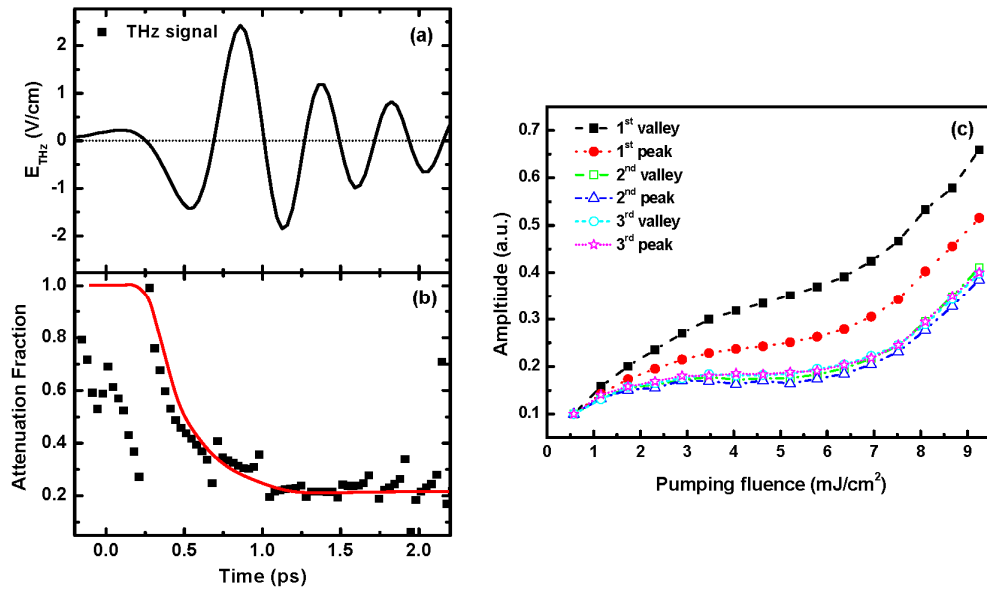 THz signal
(a)
2
1
0
-1
-2
E_THz (V/cm)
(b)
1.0
0.8
0.6
0.4
0.2
Attenuation Fraction
0.0
0.5
1.0
1.5
2.0
Time (ps)
(c)
1st valley
1st peak
2nd valley
2nd peak
3rd valley
3rd peak
0.7
0.6
0.5
0.4
0.3
0.2
0.1
Ampltiude (a.u.)
0
1
2
3
4
5
6
7
8
9
Pumping fluence (mJ/cm²)